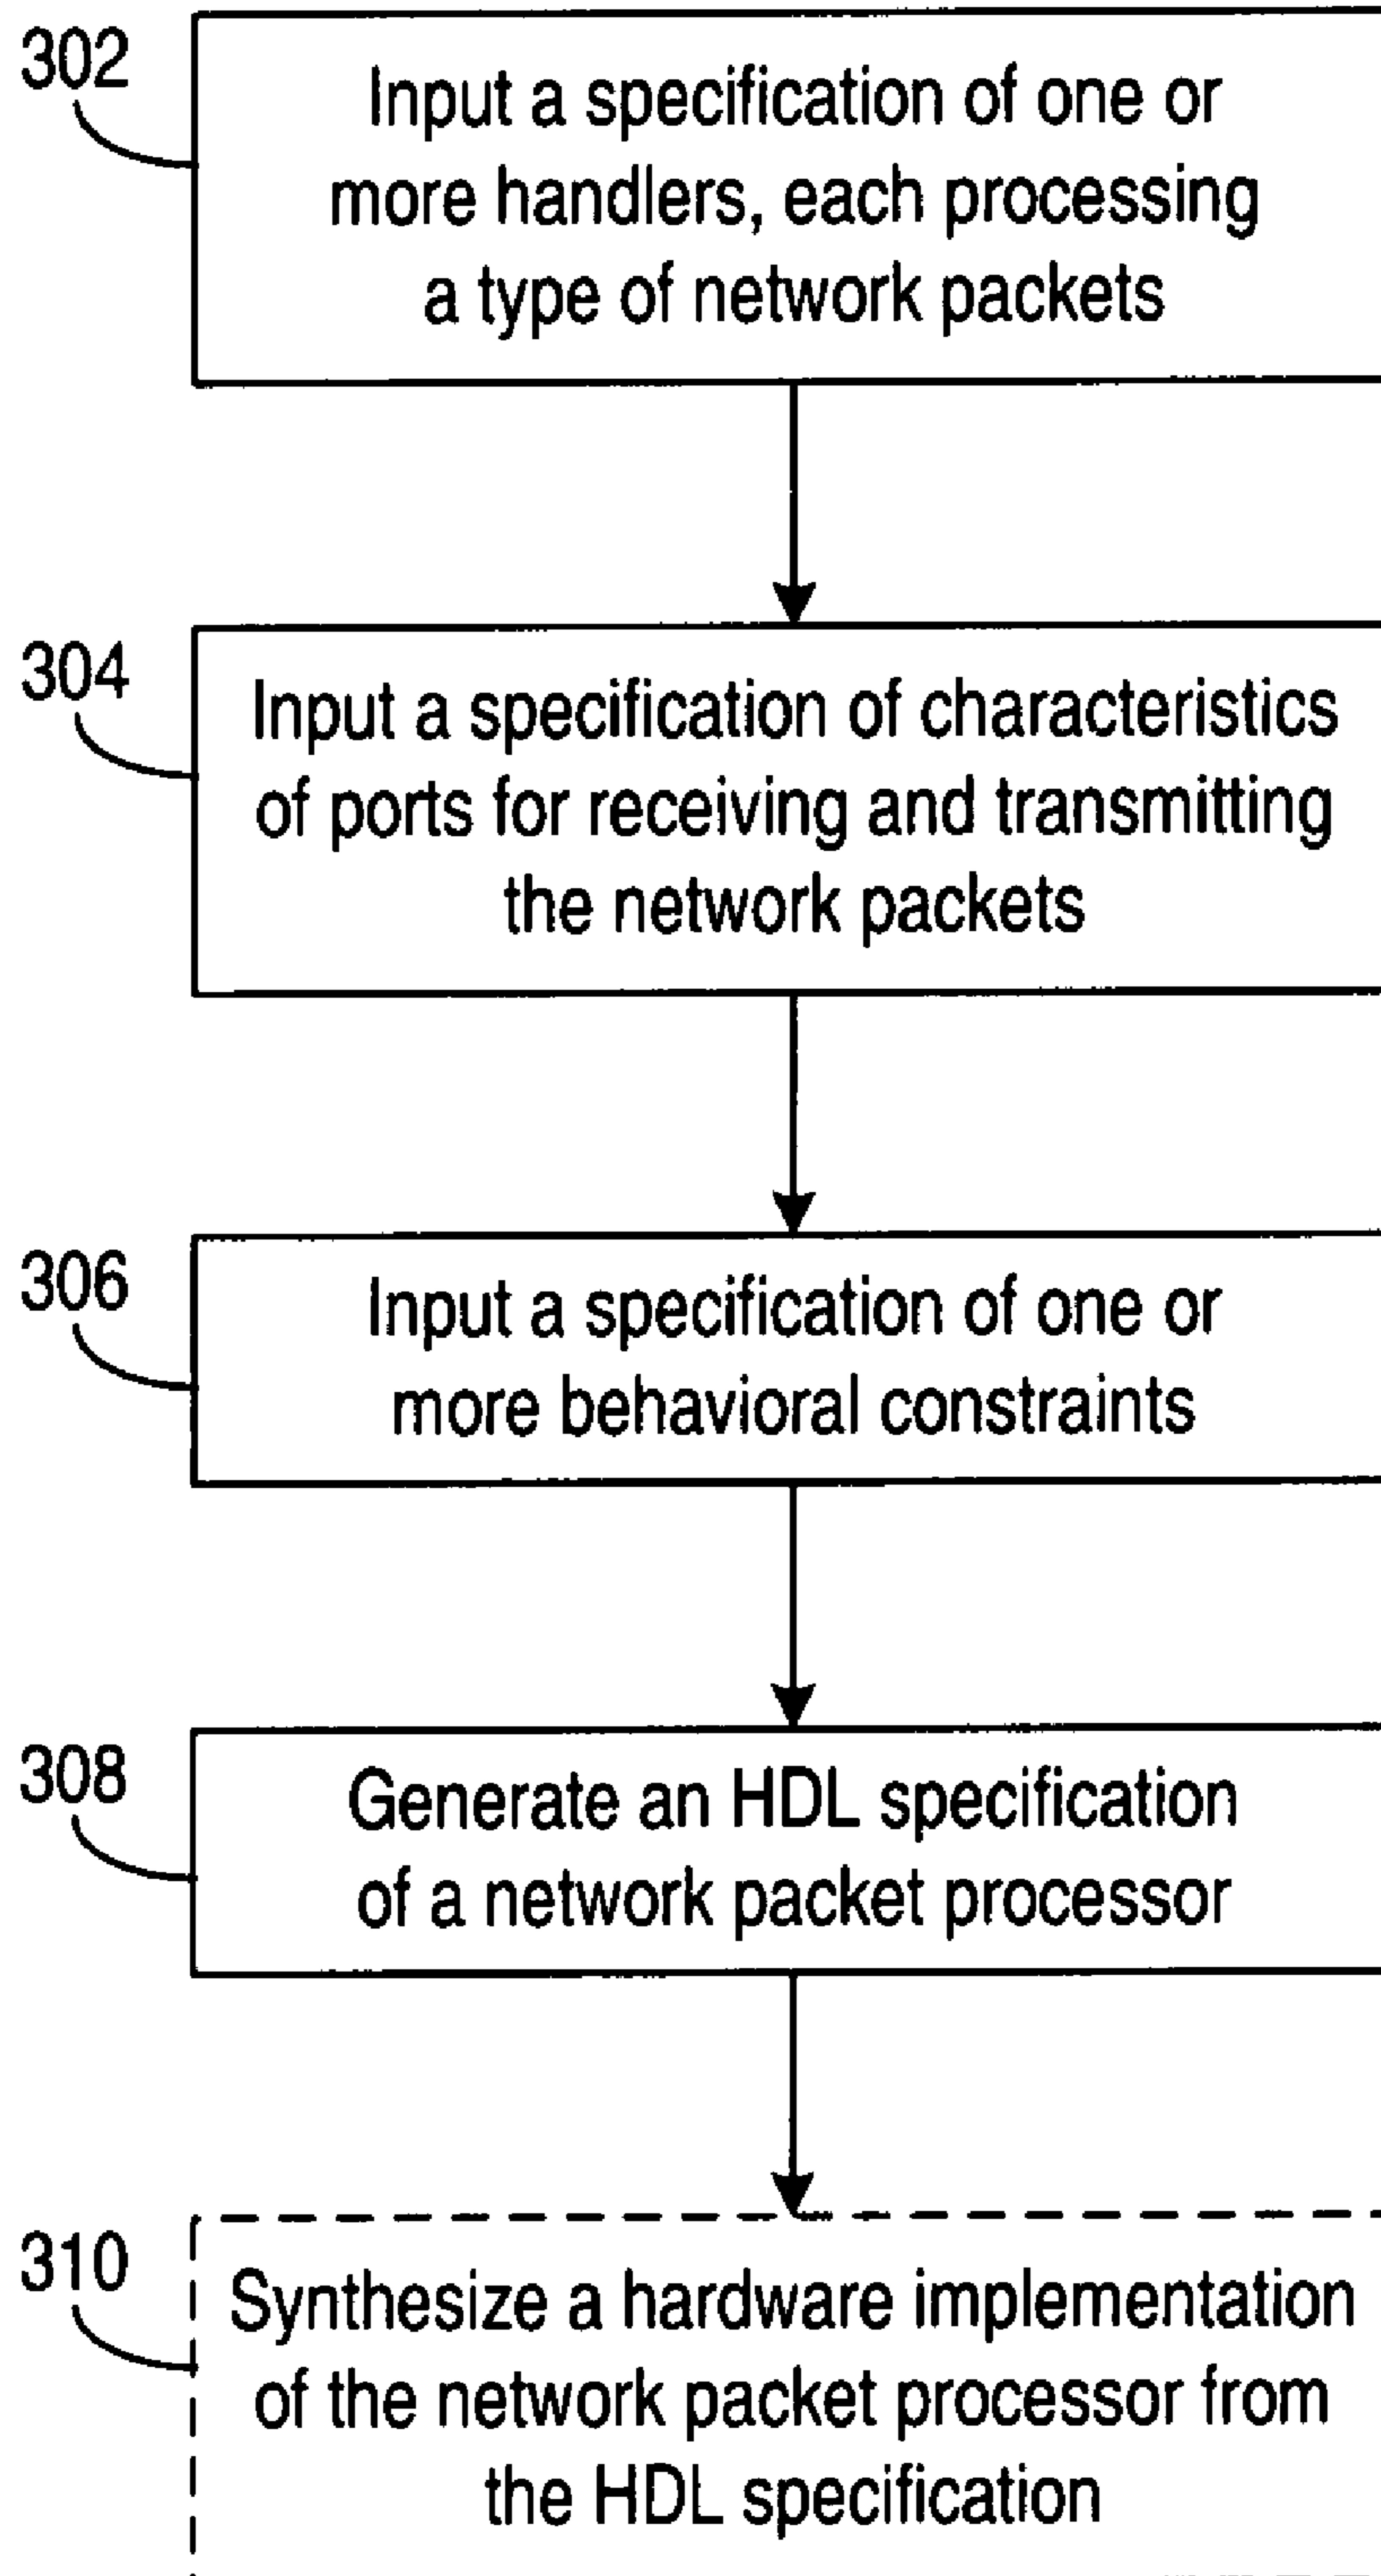 302
Input a specification of one or
more handlers, each processing
a type of network packets
304
Input a specification of characteristics
of ports for receiving and transmitting
the network packets
306
Input a specification of one or
more behavioral constraints
308
Generate an HDL specification
of a network packet processor
310
Synthesize a hardware implementation
of the network packet processor from
the HDL specification